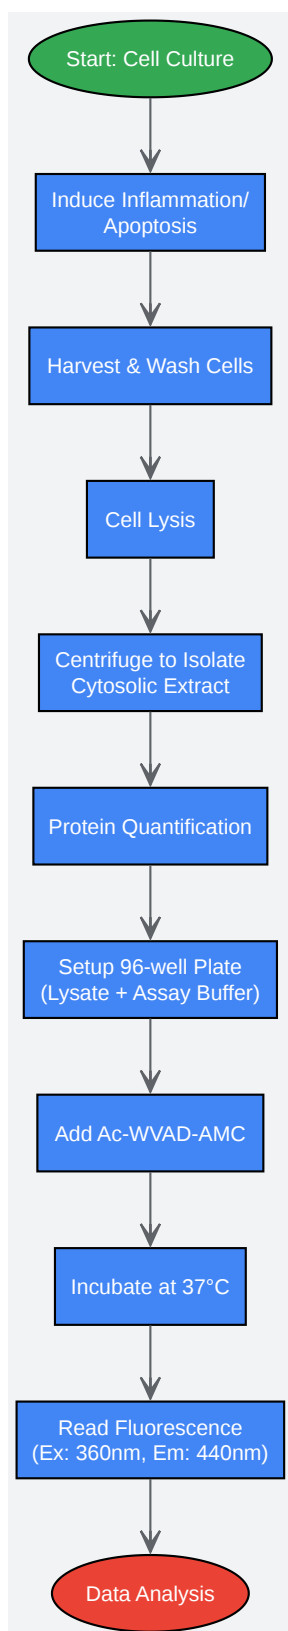 Start: Cell Culture
Induce Inflammation/
Apoptosis
Harvest & Wash Cells
Cell Lysis
Centrifuge to Isolate
Cytosolic Extract
Protein Quantification
Setup 96-well Plate
(Lysate + Assay Buffer)
Add Ac-WVAD-AMC
Incubate at 37°C
Read Fluorescence
(Ex: 360nm, Em: 440nm)
Data Analysis